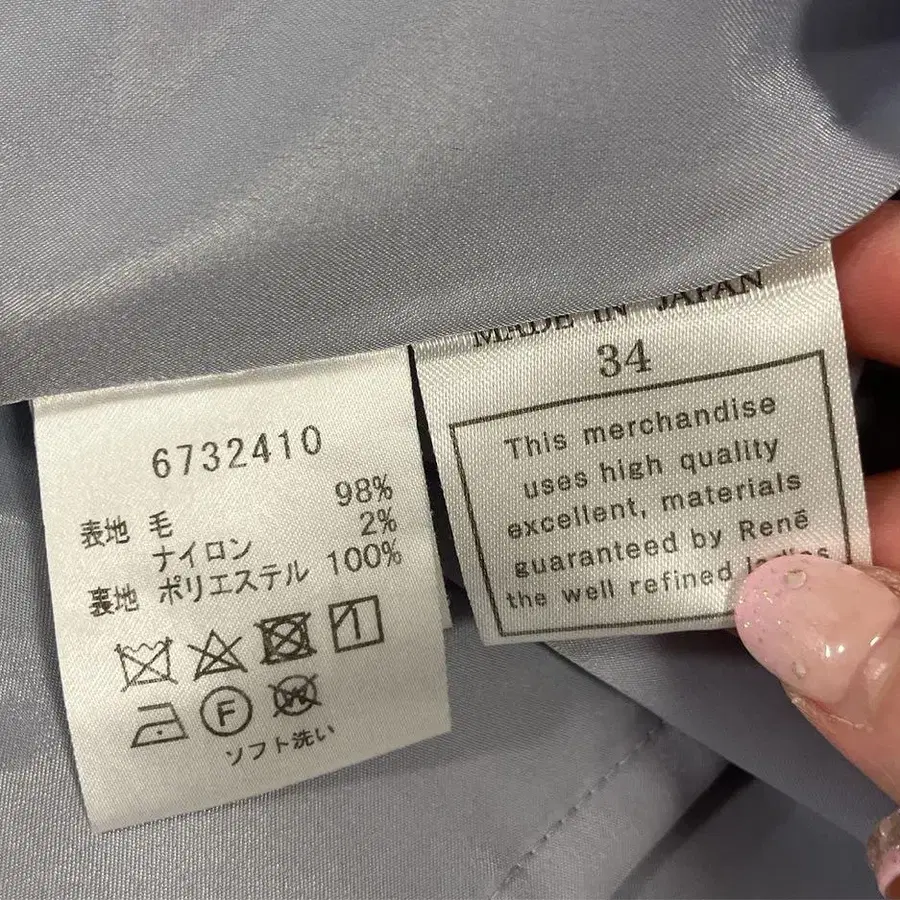 6732410
表地 毛 98%
ナイロン 2%
裏地 ポリエステル 100%
F
W
ソフト洗い
MADE IN JAPAN
34
This merchandise
uses high quality
excellent, materials
guaranteed by René
the well refined ladies